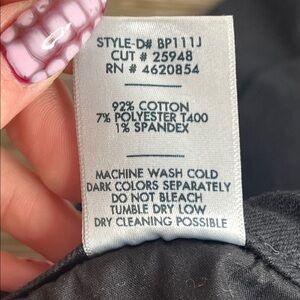 STYLE-D# BP111J
CUT # 25948
RN # 4620854
92% COTTON
7% POLYESTER T400
1% SPANDEX
MACHINE WASH COLD
DARK COLORS SEPARATELY
DO NOT BLEACH
TUMBLE DRY LOW
DRY CLEANING POSSIBLE